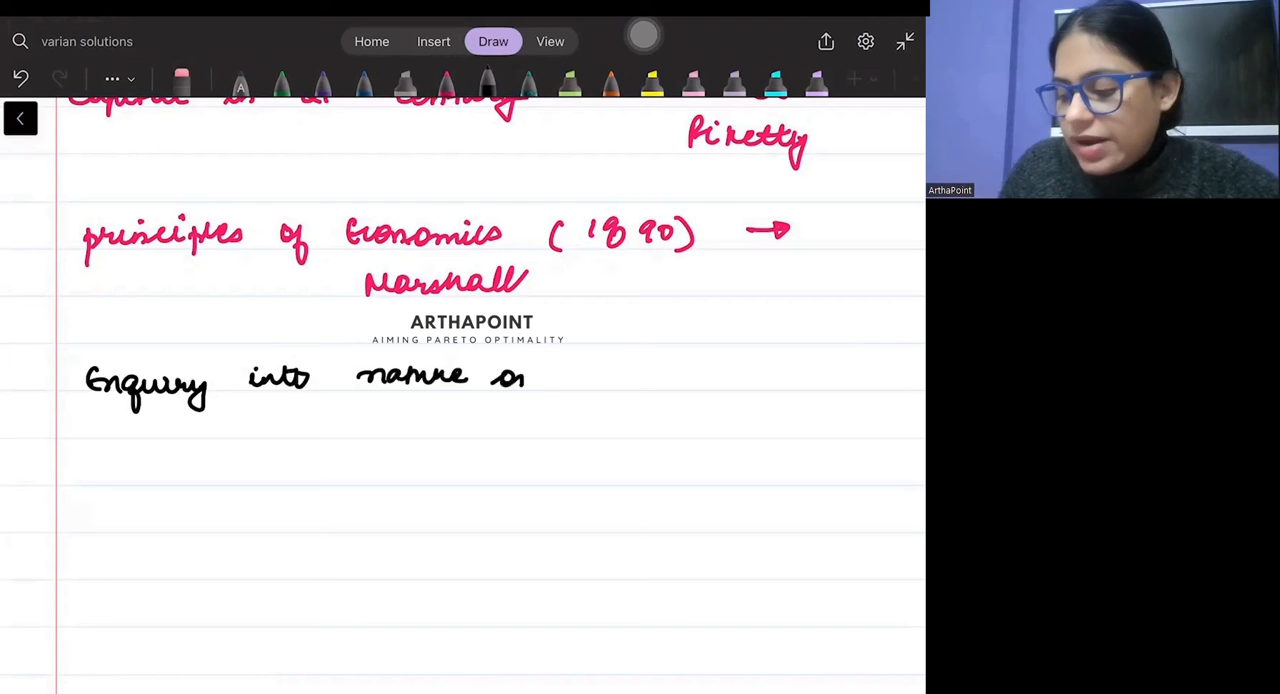 varian solutions
Home Insert Draw View
A
Piketty
principles of Economics (1890) →
Marshall
ARTHAPOINT
AIMING PARETO OPTIMALITY
Enquiry into nature an
ArthaPoint